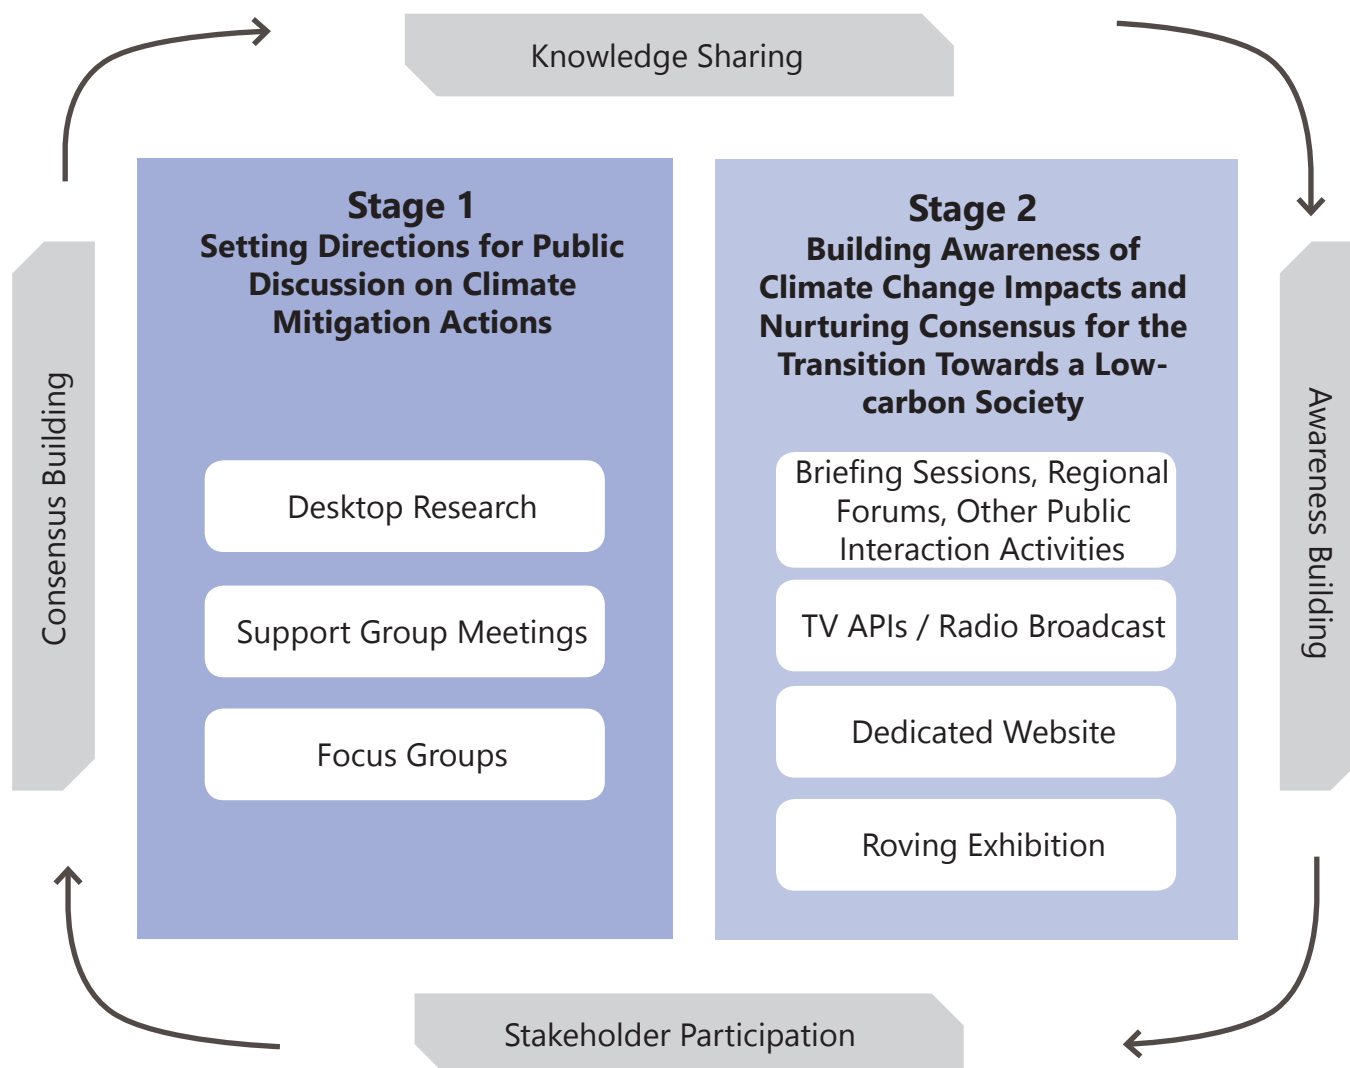 Knowledge Sharing
Stage 1
Setting Directions for Public
Discussion on Climate
Mitigation Actions
Desktop Research
Support Group Meetings
Focus Groups
Stage 2
Building Awareness of
Climate Change Impacts and
Nurturing Consensus for the
Transition Towards a Low-
carbon Society
Briefing Sessions, Regional
Forums, Other Public
Interaction Activities
TV APIs / Radio Broadcast
Dedicated Website
Roving Exhibition
Awareness Building
Stakeholder Participation
Consensus Building